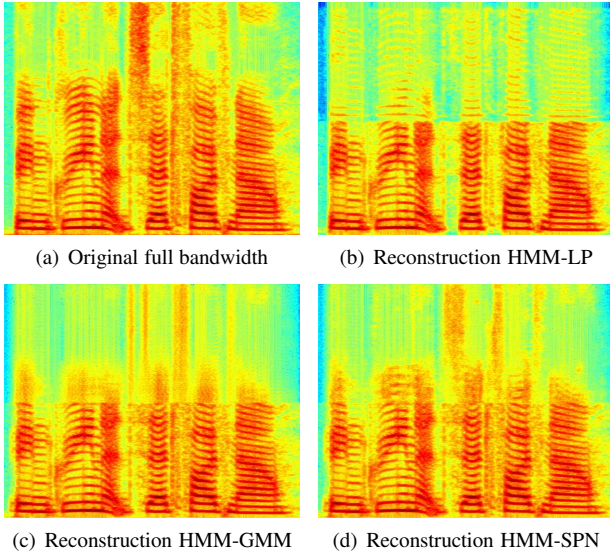 (a) Original full bandwidth
(b) Reconstruction HMM-LP
(c) Reconstruction HMM-GMM
(d) Reconstruction HMM-SPN